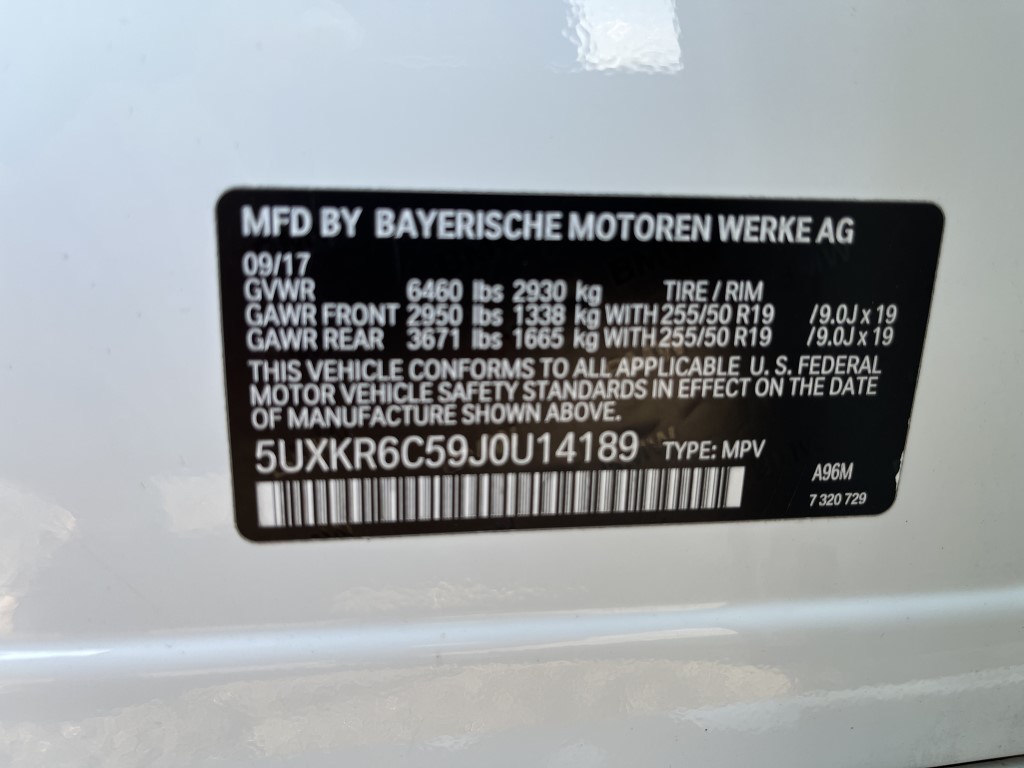 MFD BY BAYERISCHE MOTOREN WERKE AG
09/17
GVWR 6460 lbs 2930 kg TIRE / RIM
GAWR FRONT 2950 lbs 1338 kg WITH 255/50 R19 /9.0J x 19
GAWR REAR 3671 lbs 1665 kg WITH 255/50 R19 /9.0J x 19
THIS VEHICLE CONFORMS TO ALL APPLICABLE U. S. FEDERAL
MOTOR VEHICLE SAFETY STANDARDS IN EFFECT ON THE DATE
OF MANUFACTURE SHOWN ABOVE.
5UXKR6C59J0U14189 TYPE: MPV
A96M
7 320 729